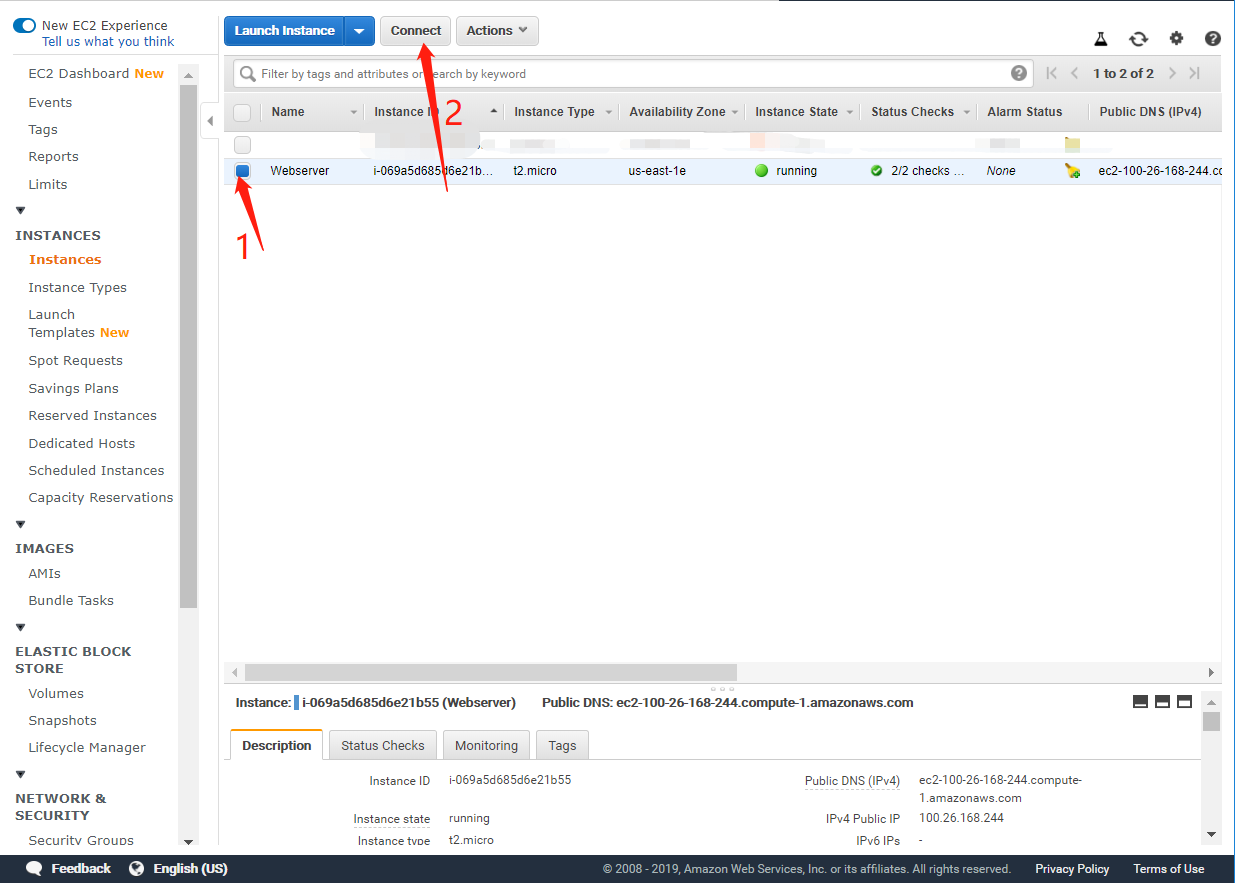 New EC2 Experience
Tell us what you think
EC2 Dashboard New
Events
Tags
Reports
Limits
INSTANCES
Instances
Instance Types
Launch
Templates New
Spot Requests
Savings Plans
Reserved Instances
Dedicated Hosts
Scheduled Instances
Capacity Reservations
IMAGES
AMIs
Bundle Tasks
ELASTIC BLOCK
STORE
Volumes
Snapshots
Lifecycle Manager
NETWORK &
SECURITY
Security Groups
Launch Instance Connect Actions
Filter by tags and attributes or search by keyword 1 to 2 of 2
Name Instance ID Instance Type Availability Zone Instance State Status Checks Alarm Status Public DNS (IPv4)
2
Webserver i-069a5d685d6e21b... t2.micro us-east-1e running 2/2 checks ... None ec2-100-26-168-244.co
1
Instance: i-069a5d685d6e21b55 (Webserver) Public DNS: ec2-100-26-168-244.compute-1.amazonaws.com
Description Status Checks Monitoring Tags
Instance ID i-069a5d685d6e21b55 Public DNS (IPv4) ec2-100-26-168-244.compute-
1.amazonaws.com
Instance state running IPv4 Public IP 100.26.168.244
Instance type t2.micro IPv6 IPs -
Feedback English (US) © 2008 - 2019, Amazon Web Services, Inc. or its affiliates. All rights reserved. Privacy Policy Terms of Use